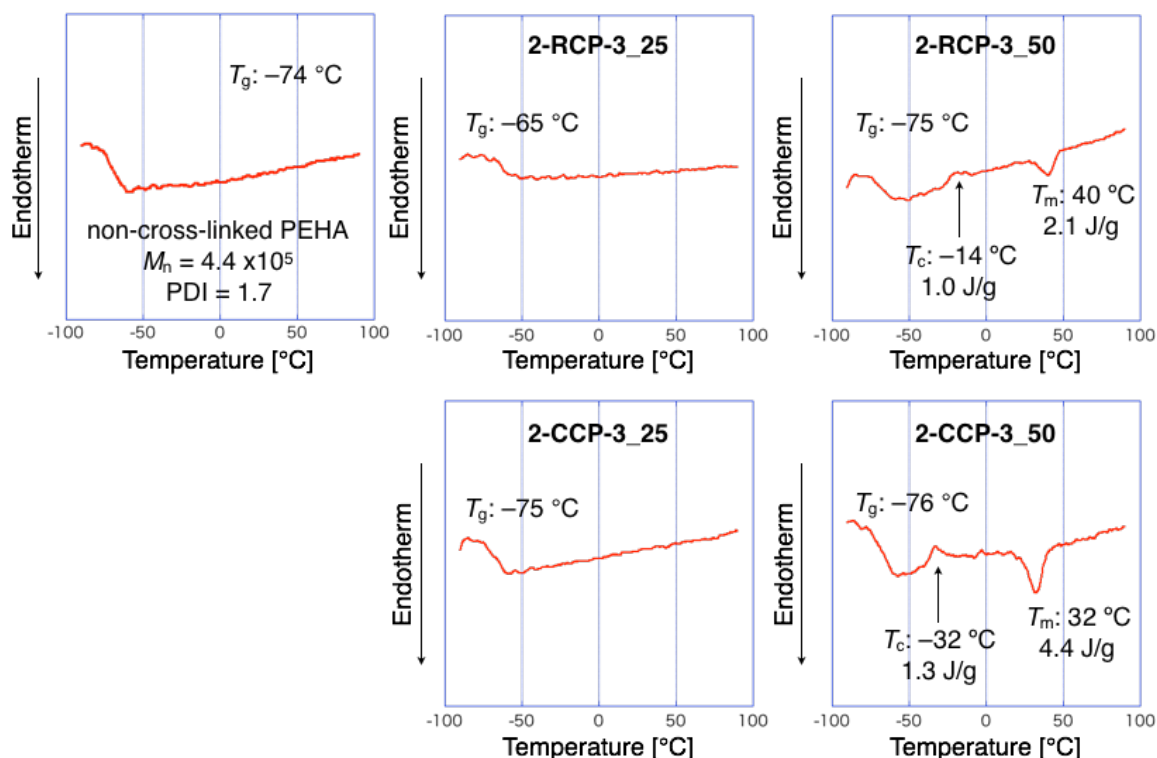 Endotherm
Tg: –74 °C
non-cross-linked PEHA
Mn = 4.4 x10⁵
PDI = 1.7
-100 -50 0 50 100
Temperature [°C]
Endotherm
2-RCP-3_25
Tg: –65 °C
-100 -50 0 50 100
Temperature [°C]
Endotherm
2-RCP-3_50
Tg: –75 °C
Tm: 40 °C
2.1 J/g
Tc: –14 °C
1.0 J/g
-100 -50 0 50 100
Temperature [°C]
Endotherm
2-CCP-3_25
Tg: –75 °C
-100 -50 0 50 100
Temperature [°C]
Endotherm
2-CCP-3_50
Tg: –76 °C
Tc: –32 °C
1.3 J/g
Tm: 32 °C
4.4 J/g
-100 -50 0 50 100
Temperature [°C]